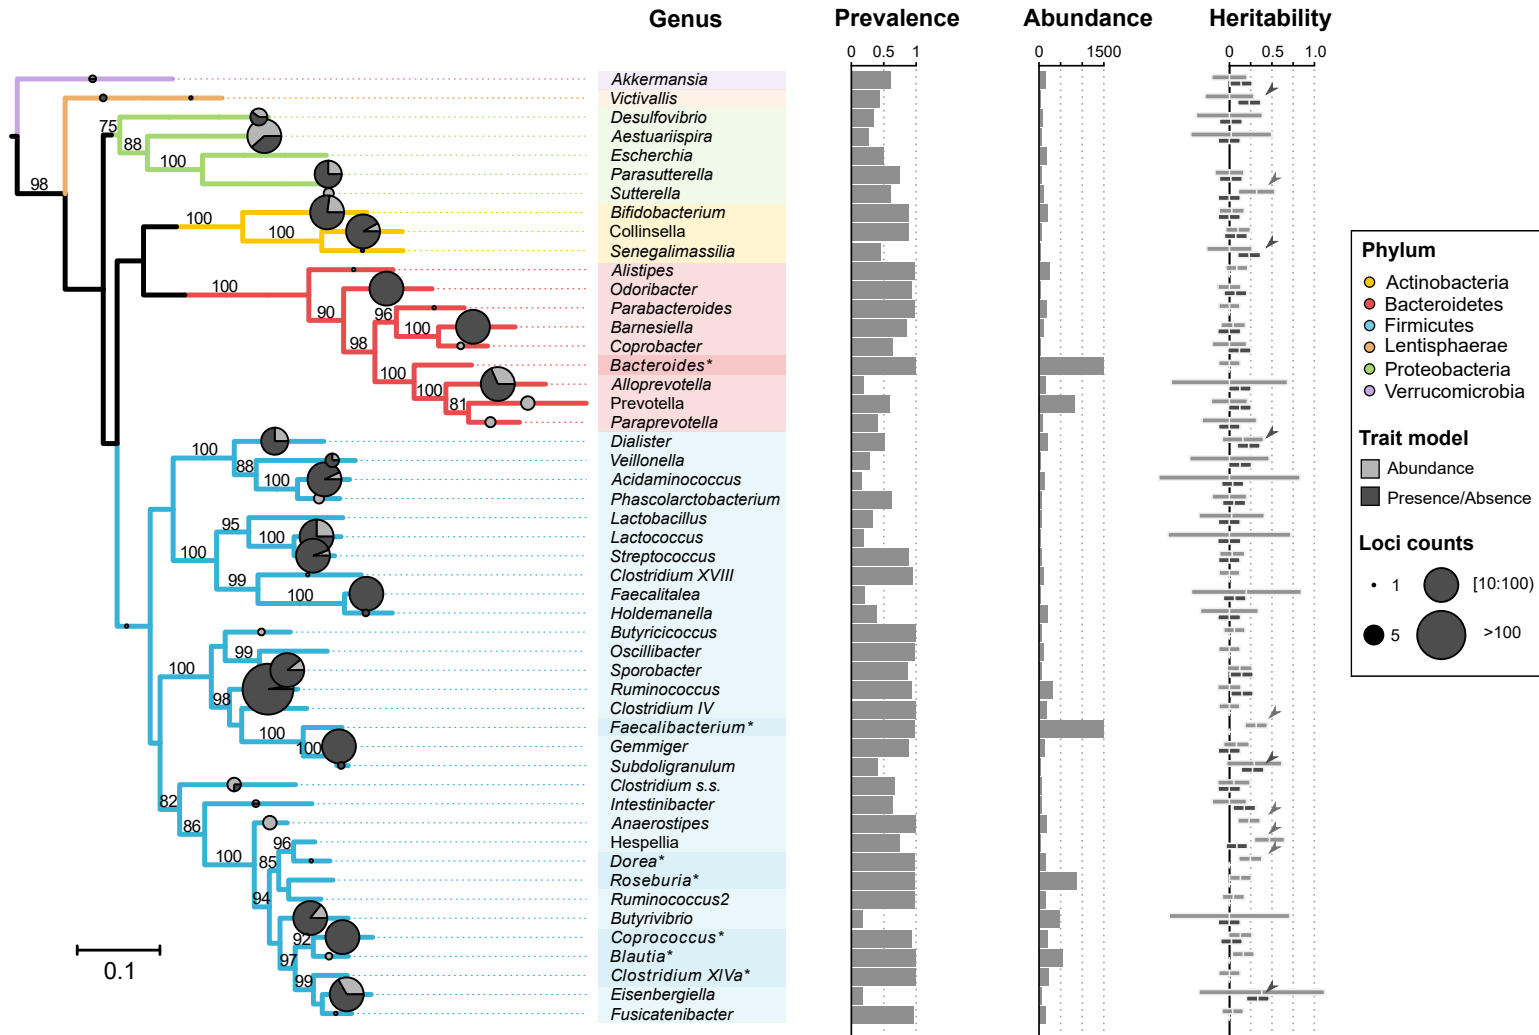 Genus Prevalence Abundance Heritability
0 0.5 1 0 1500 0 0.5 1.0
Akkermansia
Victivallis
75 Desulfovibrio
88 Aestuariispira
100 Escherchia
98 Parasutterella
Sutterella
100 Bifidobacterium
100 Collinsella
Senegalimassilia
Alistipes
100 Odoribacter
90 96 Parabacteroides
100 Barnesiella
98 Coprobacter
Bacteroides*
100 100 Alloprevotella
81 Prevotella
Paraprevotella
100 Dialister
88 Veillonella
100 Acidaminococcus
Phascolarctobacterium
95 Lactobacillus
100 100 Lactococcus
Streptococcus
99 Clostridium XVIII
100 Faecalitalea
Holdemanella
Butyricicoccus
99 Oscillibacter
100 Sporobacter
98 Ruminococcus
Clostridium IV
100 Faecalibacterium*
100 Gemmiger
Subdoligranulum
Clostridium s.s.
82 Intestinibacter
86 Anaerostipes
96 Hespellia
100 85 Dorea*
Roseburia*
94 Ruminococcus2
Butyrivibrio
92 Coprococcus*
97 Blautia*
99 Clostridium XIVa*
Eisenbergiella
Fusicatenibacter
0.1
Phylum
Actinobacteria
Bacteroidetes
Firmicutes
Lentisphaerae
Proteobacteria
Verrucomicrobia
Trait model
Abundance
Presence/Absence
Loci counts
1 [10:100)
5 >100